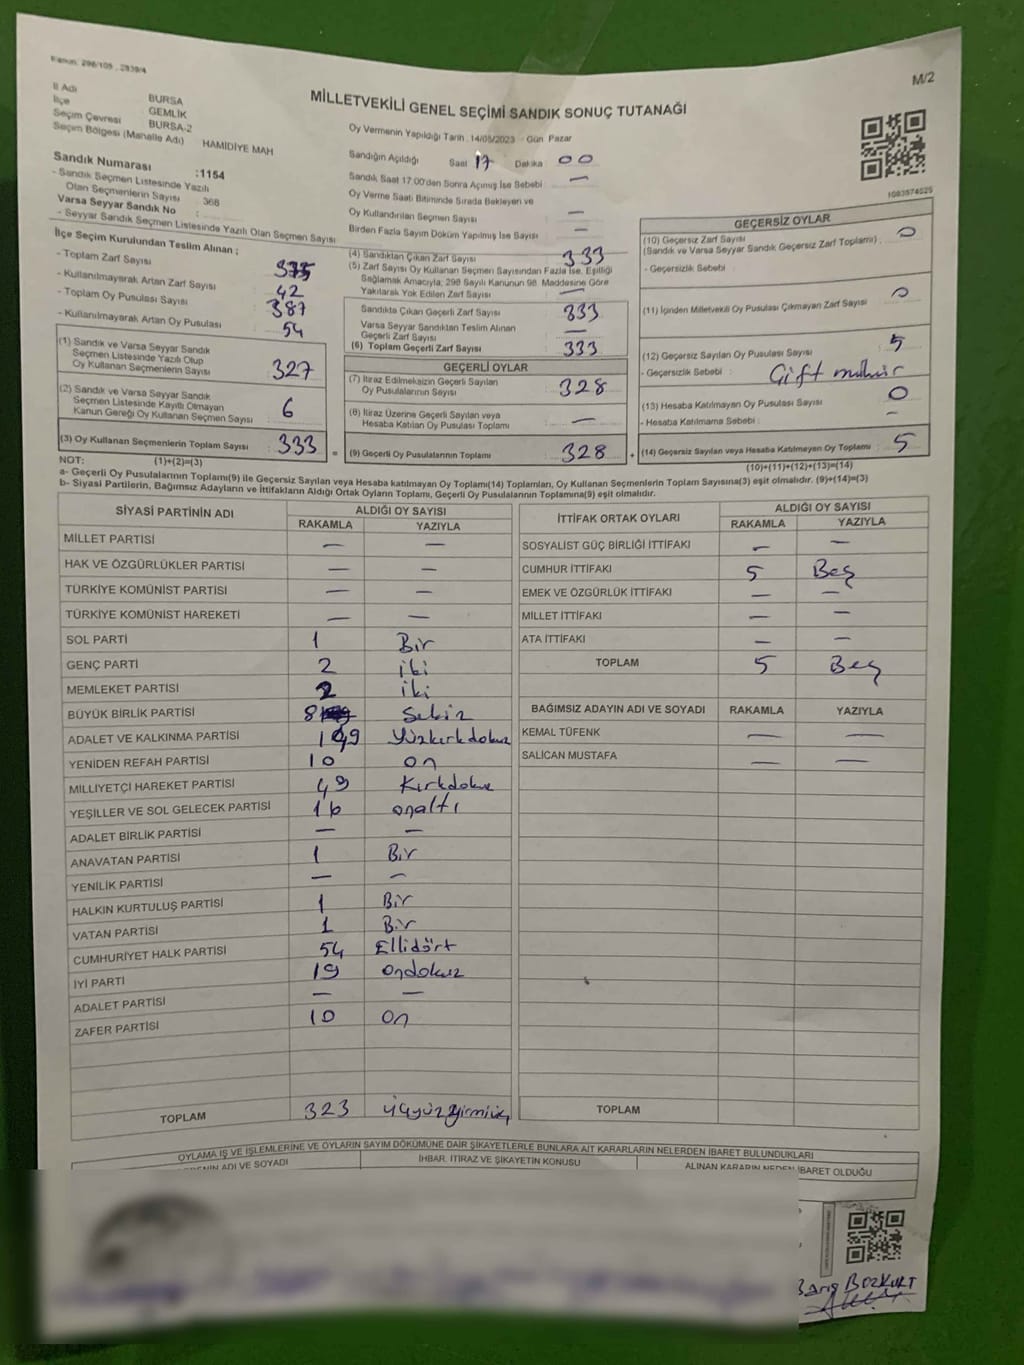 Kanun: 298/105 , 2839/4
M/2
İl Adı : BURSA
İlçe : GEMLİK
Seçim Çevresi : BURSA-2
Seçim Bölgesi (Mahalle Adı) : HAMİDİYE MAH
MİLLETVEKİLİ GENEL SEÇİMİ SANDIK SONUÇ TUTANAĞI
Oy Vermenin Yapıldığı Tarih : 14/05/2023 - Gün Pazar
Sandık Numarası :1154
- Sandık Seçmen Listesinde Yazılı
Olan Seçmenlerin Sayısı : 368
Varsa Seyyar Sandık No :
- Seyyar Sandık Seçmen Listesinde Yazılı Olan Seçmen Sayısı
Sandığın Açıldığı Saat 17 Dakika 00
Sandık Saat 17:00'den Sonra Açımış İse Sebebi —
Oy Verme Saati Bitiminde Sırada Bekleyen ve
Oy Kullandırılan Seçmen Sayısı —
Birden Fazla Sayım Döküm Yapılmış İse Sayısı —
1083574025
İlçe Seçim Kurulundan Teslim Alınan ;
- Toplam Zarf Sayısı 375
- Kullanılmayarak Artan Zarf Sayısı 42
- Toplam Oy Pusulası Sayısı 387
- Kullanılmayarak Artan Oy Pusulası 54
(1) Sandık ve Varsa Seyyar Sandık
Seçmen Listesinde Yazılı Olup
Oy Kullanan Seçmenlerin Sayısı 327
(2) Sandık ve Varsa Seyyar Sandık
Seçmen Listesinde Kayıtlı Olmayan
Kanun Gereği Oy Kullanan Seçmen Sayısı 6
(3) Oy Kullanan Seçmenlerin Toplam Sayısı : 333 =
(4) Sandıktan Çıkan Zarf Sayısı 333
(5) Zarf Sayısı Oy Kullanan Seçmen Sayısından Fazla İse, Eşitliği
Sağlamak Amacıyla; 298 Sayılı Kanunun 98. Maddesine Göre
Yakılarak Yok Edilen Zarf Sayısı —
Sandıkta Çıkan Geçerli Zarf Sayısı 333
Varsa Seyyar Sandıktan Teslim Alınan
Geçerli Zarf Sayısı —
(6) Toplam Geçerli Zarf Sayısı 333
GEÇERLİ OYLAR
(7) İtiraz Edilmeksizin Geçerli Sayılan
Oy Pusulalarının Sayısı 328
(8) İtiraz Üzerine Geçerli Sayılan veya
Hesaba Katılan Oy Pusulası Toplamı —
(9) Geçerli Oy Pusulalarının Toplamı 328 +
GEÇERSİZ OYLAR
(10) Geçersiz Zarf Sayısı 0
(Sandık ve Varsa Seyyar Sandık Geçersiz Zarf Toplamı) :
- Geçersizlik Sebebi :
(11) İçinden Milletvekili Oy Pusulası Çıkmayan Zarf Sayısı 0
(12) Geçersiz Sayılan Oy Pusulası Sayısı 5
- Geçersizlik Sebebi : Çift mühür
(13) Hesaba Katılmayan Oy Pusulası Sayısı 0
- Hesaba Katılmama Sebebi : —
(14) Geçersiz Sayılan veya Hesaba Katılmayan Oy Toplamı : 5
NOT: (1)+(2)=(3)
(10)+(11)+(12)+(13)=(14)
a- Geçerli Oy Pusulalarının Toplamı(9) ile Geçersiz Sayılan veya Hesaba katılmayan Oy Toplamı(14) Toplamları, Oy Kullanan Seçmenlerin Toplam Sayısına(3) eşit olmalıdır. (9)+(14)=(3)
b- Siyasi Partilerin, Bağımsız Adayların ve İttifakların Aldığı Ortak Oyların Toplamı, Geçerli Oy Pusulalarının Toplamına(9) eşit olmalıdır.
SİYASİ PARTİNİN ADI ALDIĞI OY SAYISI
RAKAMLA YAZIYLA
MİLLET PARTİSİ — —
HAK VE ÖZGÜRLÜKLER PARTİSİ — —
TÜRKİYE KOMÜNİST PARTİSİ — —
TÜRKİYE KOMÜNİST HAREKETİ — —
SOL PARTİ 1 Bir
GENÇ PARTİ 2 iki
MEMLEKET PARTİSİ 2 iki
BÜYÜK BİRLİK PARTİSİ 8 Sekiz
ADALET VE KALKINMA PARTİSİ 149 Yüzkırkdokuz
YENİDEN REFAH PARTİSİ 10 on
MİLLİYETÇİ HAREKET PARTİSİ 49 Kırkdokuz
YEŞİLLER VE SOL GELECEK PARTİSİ 16 onaltı
ADALET BİRLİK PARTİSİ — —
ANAVATAN PARTİSİ 1 Bir
YENİLİK PARTİSİ — —
HALKIN KURTULUŞ PARTİSİ 1 Bir
VATAN PARTİSİ 1 Bir
CUMHURİYET HALK PARTİSİ 54 Ellidört
İYİ PARTİ 19 ondokuz
ADALET PARTİSİ — —
ZAFER PARTİSİ 10 on
TOPLAM 323 üçyüzyirmiüç
İTTİFAK ORTAK OYLARI ALDIĞI OY SAYISI
RAKAMLA YAZIYLA
SOSYALİST GÜÇ BİRLİĞİ İTTİFAKI — —
CUMHUR İTTİFAKI 5 Beş
EMEK VE ÖZGÜRLÜK İTTİFAKI — —
MİLLET İTTİFAKI — —
ATA İTTİFAKI — —
TOPLAM 5 Beş
BAĞIMSIZ ADAYIN ADI VE SOYADI RAKAMLA YAZIYLA
KEMAL TÜFENK — —
SALİCAN MUSTAFA — —
TOPLAM
OYLAMA İŞ VE İŞLEMLERİNE VE OYLARIN SAYIM DÖKÜMÜNE DAİR ŞİKAYETLERLE BUNLARA AİT KARARLARIN NELERDEN İBARET BULUNDUKLARI
ADI VE SOYADI İHBAR, İTİRAZ VE ŞİKAYETİN KONUSU ALINAN KARARIN NEDEN İBARET OLDUĞU
Barış BOZKURT